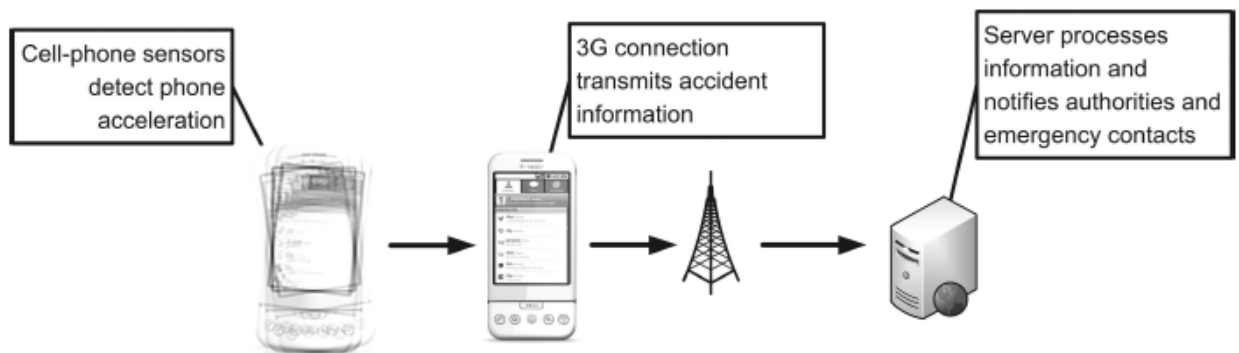 Cell-phone sensors
detect phone
acceleration
3G connection
transmits accident
information
Server processes
information and
notifies authorities and
emergency contacts